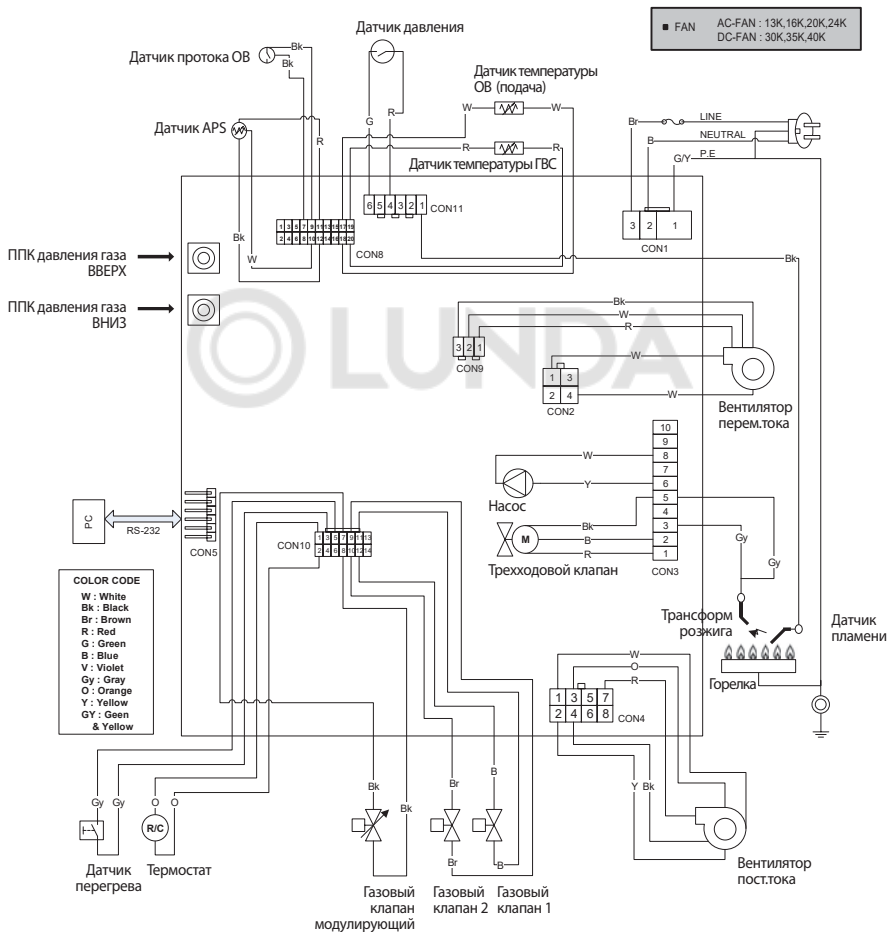 Датчик давления
FAN AC-FAN : 13K,16K,20K,24K
DC-FAN : 30K,35K,40K
Датчик протока ОВ
Bk
Bk
Датчик температуры
ОВ (подача)
G
R
W
W
Датчик APS
R
Br
LINE
B
NEUTRAL
G/Y
P.E
R
R
Датчик температуры ГВС
6 5 4 3 2 1
CON11
1 3 5 7 9 11 13 15 17 19
2 4 6 8 10 12 14 16 18 20
CON8
3 2 1
CON1
Bk
W
Bk
ППК давления газа
ВВЕРХ
ППК давления газа
ВНИЗ
LUNDA
Bk
W
R
3 2 1
CON9
W
1 3
2 4
CON2
W
Вентилятор
перем.тока
10
9
8
7
6
5
4
3
2
1
CON3
W
Y
Насос
Bk
B
R
M
Трехходовой клапан
Gy
Gy
PC
RS-232
CON5
CON10
1 3 5 7 9 11 13
2 4 6 8 10 12 14
COLOR CODE
W : White
Bk : Black
Br : Brown
R : Red
G : Green
B : Blue
V : Violet
Gy : Gray
O : Orange
Y : Yellow
GY : Geen
& Yellow
Трансформ
розжига
Датчик
пламени
Горелка
W
O
R
1 3 5 7
2 4 6 8
CON4
Y Bk
Вентилятор
пост.тока
Gy
Gy
O
O
R/C
Датчик
перегрева
Термостат
Bk
Bk
Br
B
Br
B
Газовый
клапан
модулирующий
Газовый
клапан 2
Газовый
клапан 1